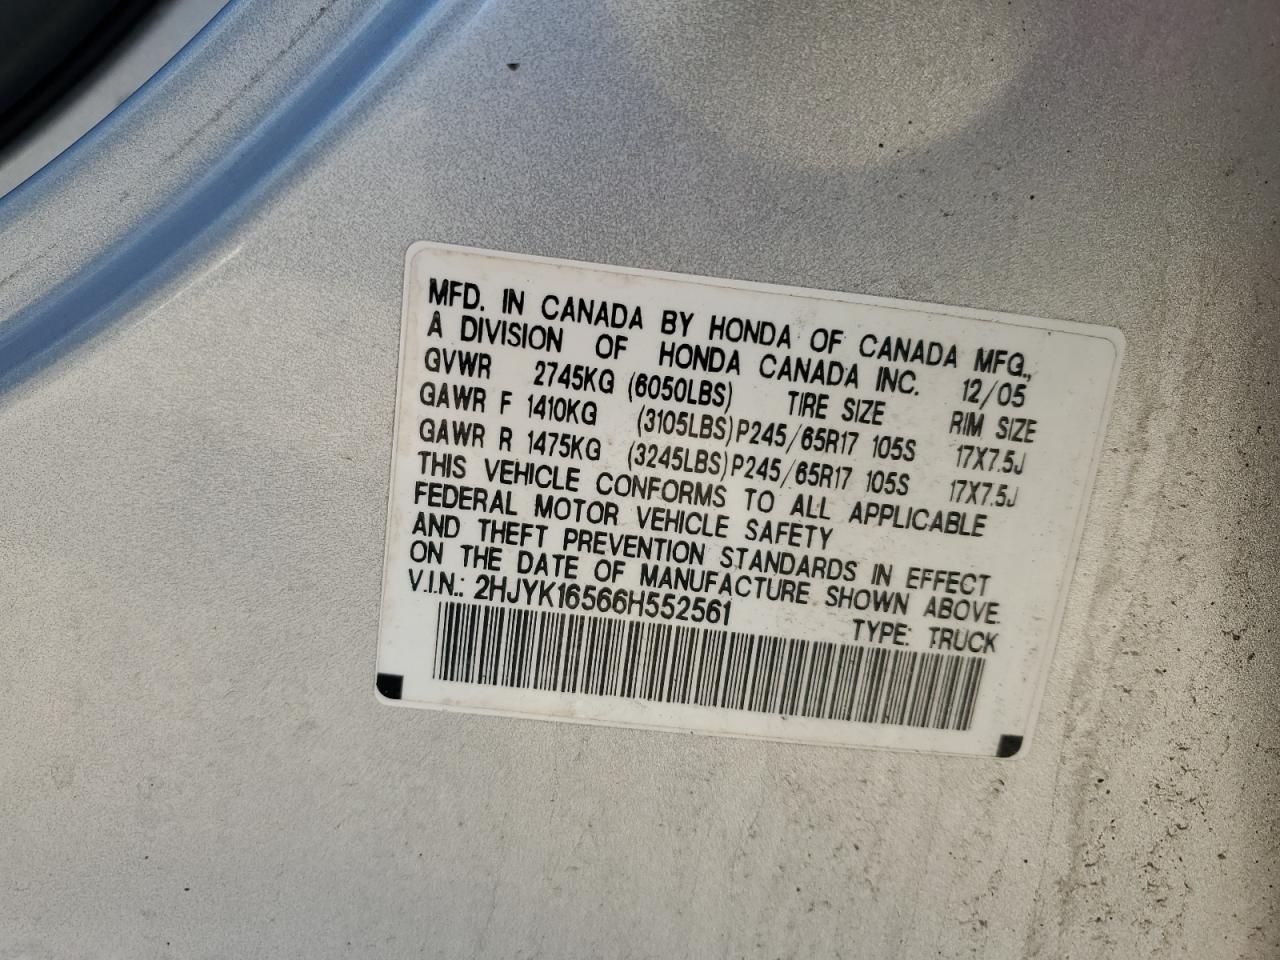 MFD. IN CANADA BY HONDA OF CANADA MFG.,
A DIVISION OF HONDA CANADA INC. 12/05
GVWR 2745KG (6050LBS) TIRE SIZE RIM SIZE
GAWR F 1410KG (3105LBS) P245/65R17 105S 17X7.5J
GAWR R 1475KG (3245LBS) P245/65R17 105S 17X7.5J
THIS VEHICLE CONFORMS TO ALL APPLICABLE
FEDERAL MOTOR VEHICLE SAFETY
AND THEFT PREVENTION STANDARDS IN EFFECT
ON THE DATE OF MANUFACTURE SHOWN ABOVE.
V.I.N.: 2HJYK16566H552561 TYPE: TRUCK